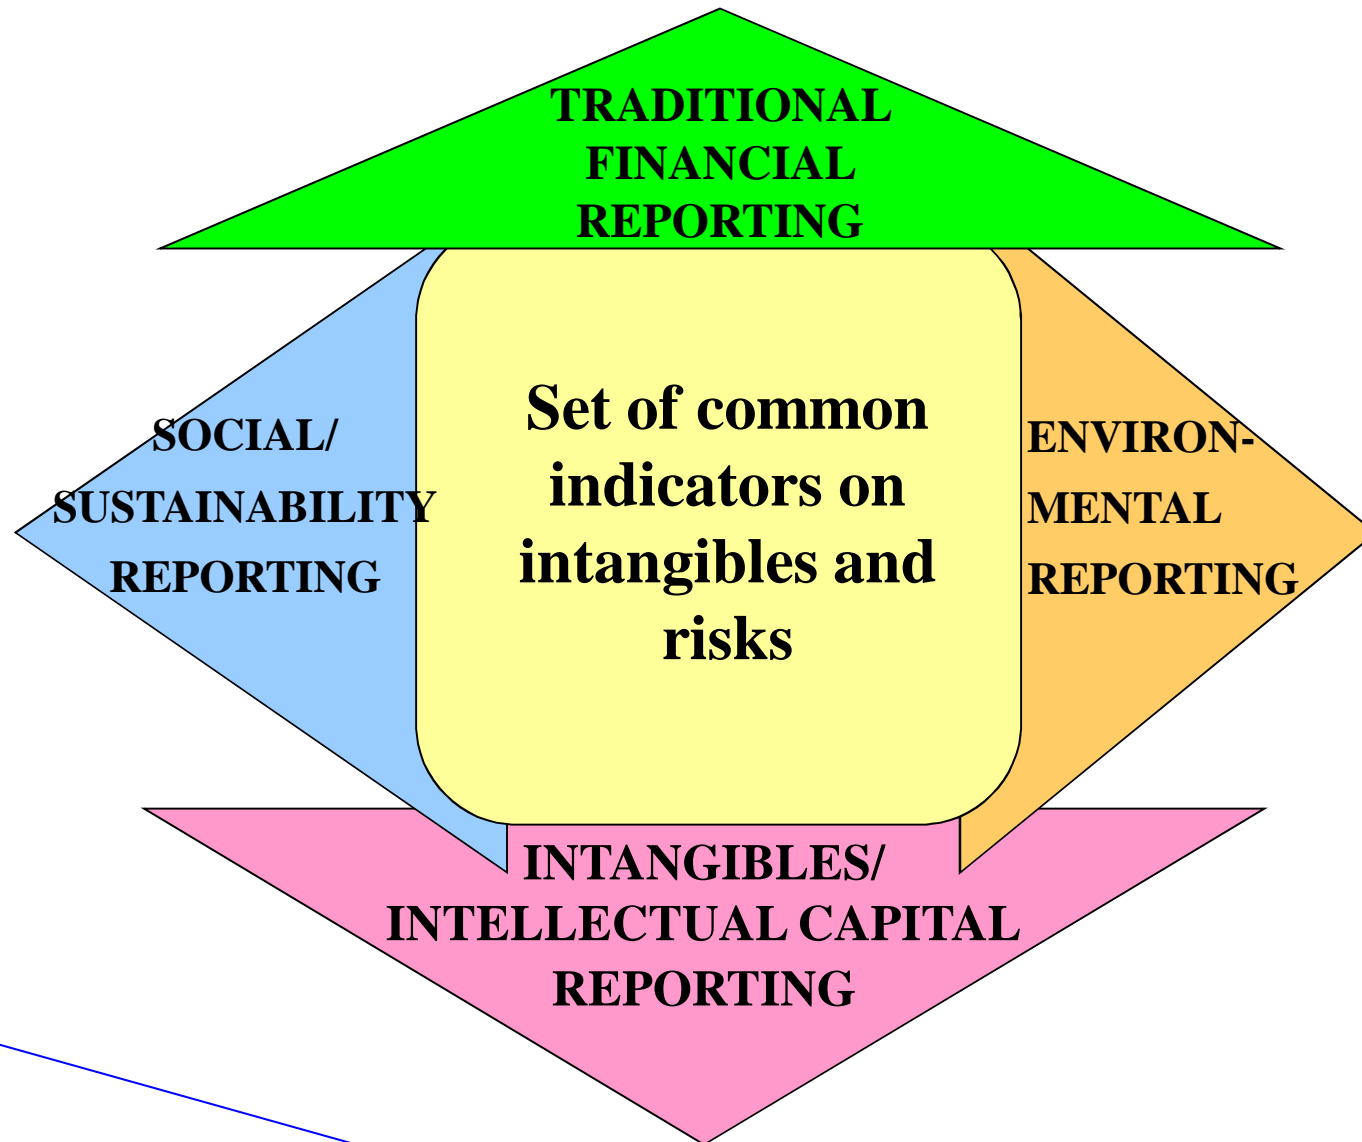 TRADITIONAL
FINANCIAL
REPORTING
SOCIAL/
SUSTAINABILITY
REPORTING
Set of common
indicators on
intangibles and
risks
ENVIRON-
MENTAL
REPORTING
INTANGIBLES/
INTELLECTUAL CAPITAL
REPORTING